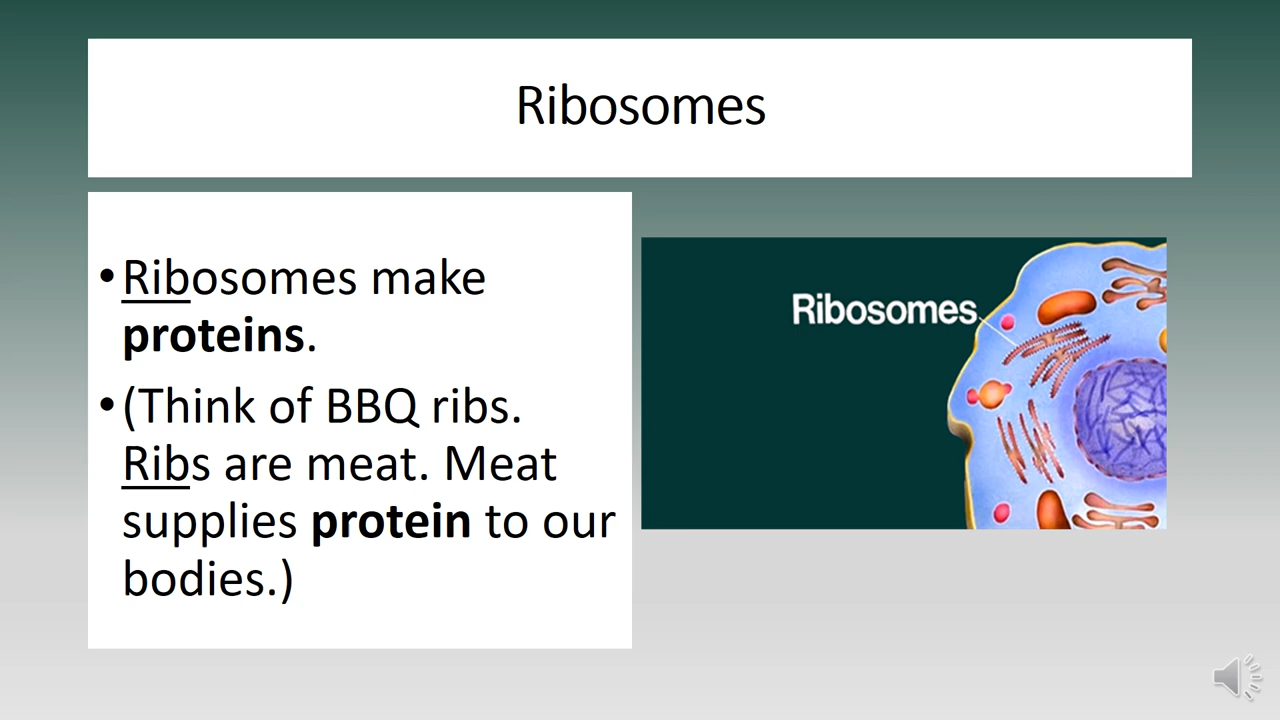 Ribosomes
•Ribosomes make
proteins.
•(Think of BBQ ribs.
Ribs are meat. Meat
supplies protein to our
bodies.)
Ribosomes